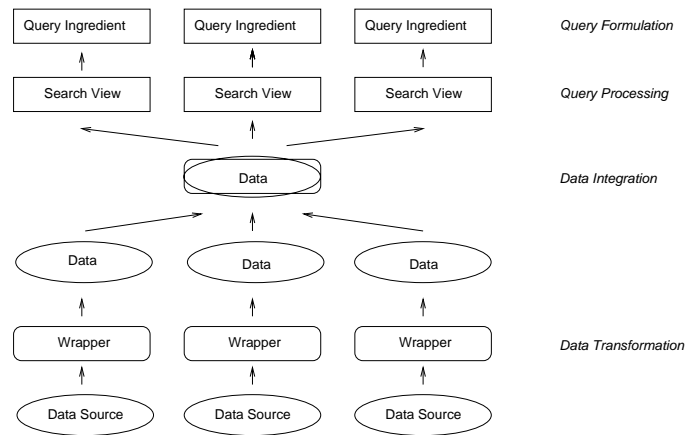 Query Ingredient Query Ingredient Query Ingredient Query Formulation
Search View Search View Search View Query Processing
Data Data Integration
Data Data Data
Wrapper Wrapper Wrapper Data Transformation
Data Source Data Source Data Source